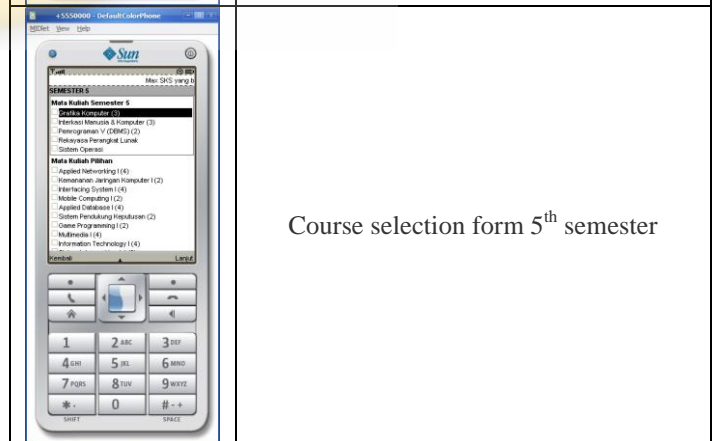 +5550000 - DefaultColorPhone
MIDlet View Help
Sun
Max SKS yang b
SEMESTER 5
Mata Kuliah Semester 5
Grafika Komputer (3)
Interkasi Manusia & Komputer (3)
Pemrograman V (DBMS) (2)
Rekayasa Perangkat Lunak
Sistem Operasi
Mata Kuliah Pilihan
Applied Networking I (4)
Kemananan Jaringan Komputer I (2)
Interfacing System I (4)
Mobile Computing I (2)
Applied Database I (4)
Sistem Pendukung Keputusan (2)
Game Programming I (2)
Multimedia I (4)
Information Technology I (4)
Kembali Lanjut
1 2 ABC 3 DEF
4 GHI 5 JKL 6 MNO
7 PQRS 8 TUV 9 WXYZ
* . 0 # - +
SHIFT SPACE
Course selection form 5th semester